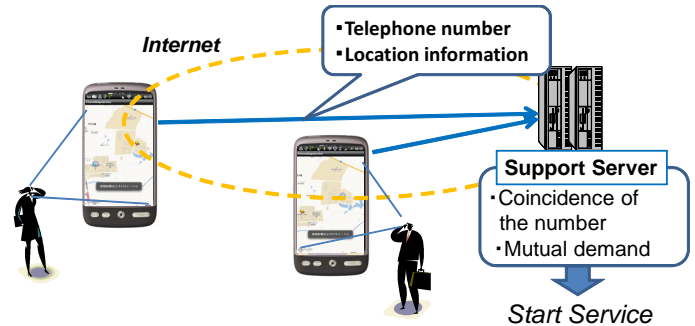 Internet
・Telephone number
・Location information
Support Server
・Coincidence of
the number
・Mutual demand
Start Service